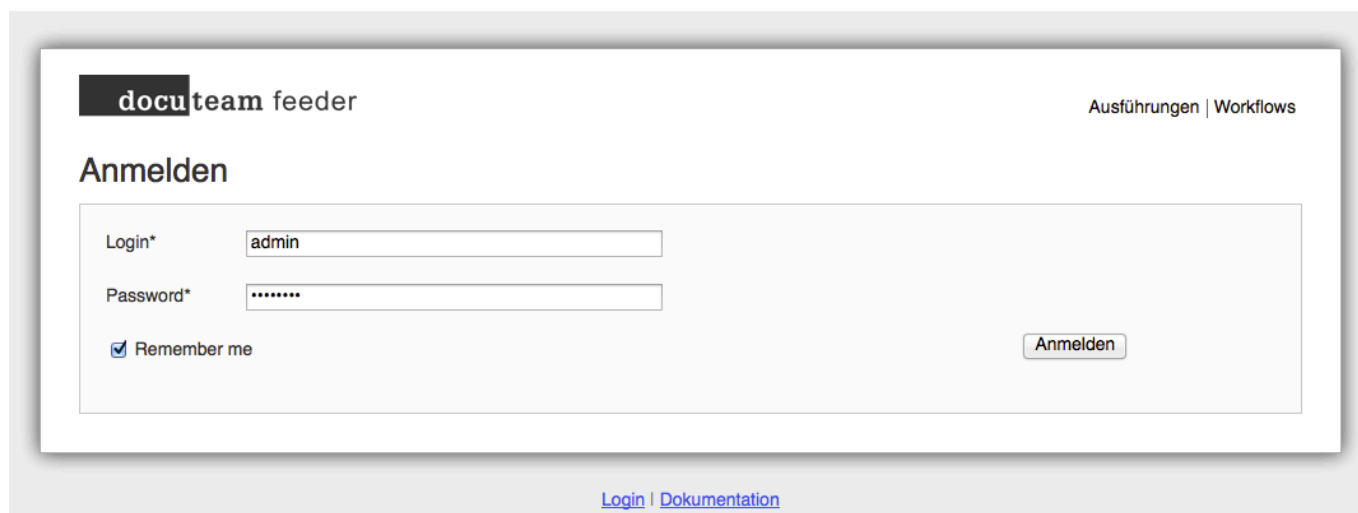 docuteam feeder
Ausführungen | Workflows
Anmelden
Login* admin
Password* ••••••••
Remember me
Anmelden
Login | Dokumentation